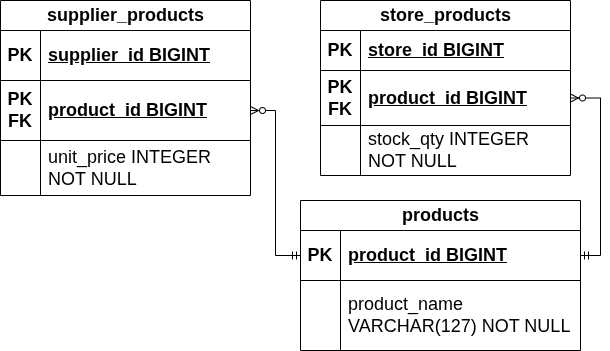 supplier_products
PK supplier_id BIGINT
PK
FK product_id BIGINT
unit_price INTEGER
NOT NULL
store_products
PK store_id BIGINT
PK
FK product_id BIGINT
stock_qty INTEGER
NOT NULL
products
PK product_id BIGINT
product_name
VARCHAR(127) NOT NULL